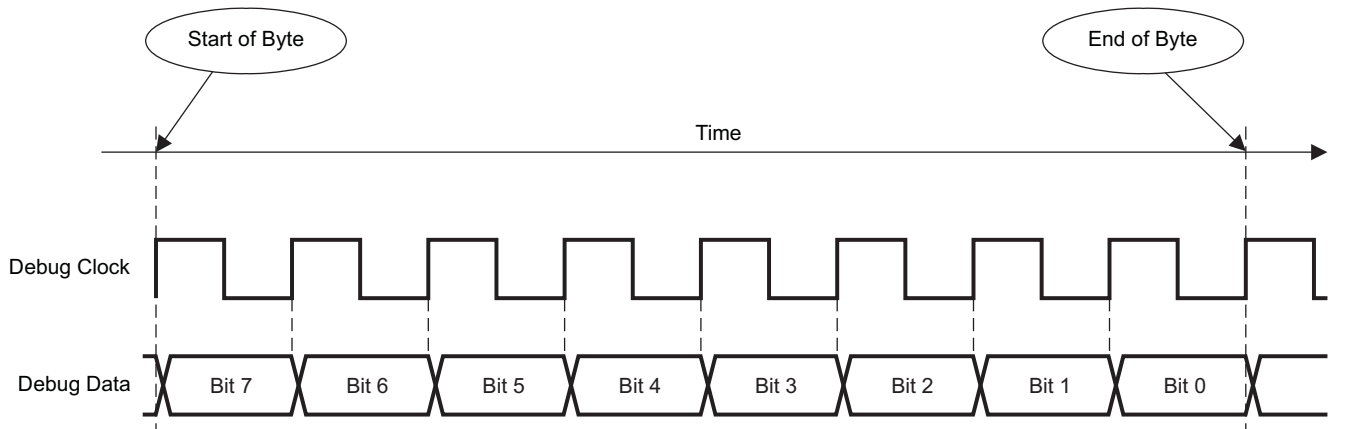 Start of Byte
End of Byte
Time
Debug Clock
Debug Data
Bit 7
Bit 6
Bit 5
Bit 4
Bit 3
Bit 2
Bit 1
Bit 0